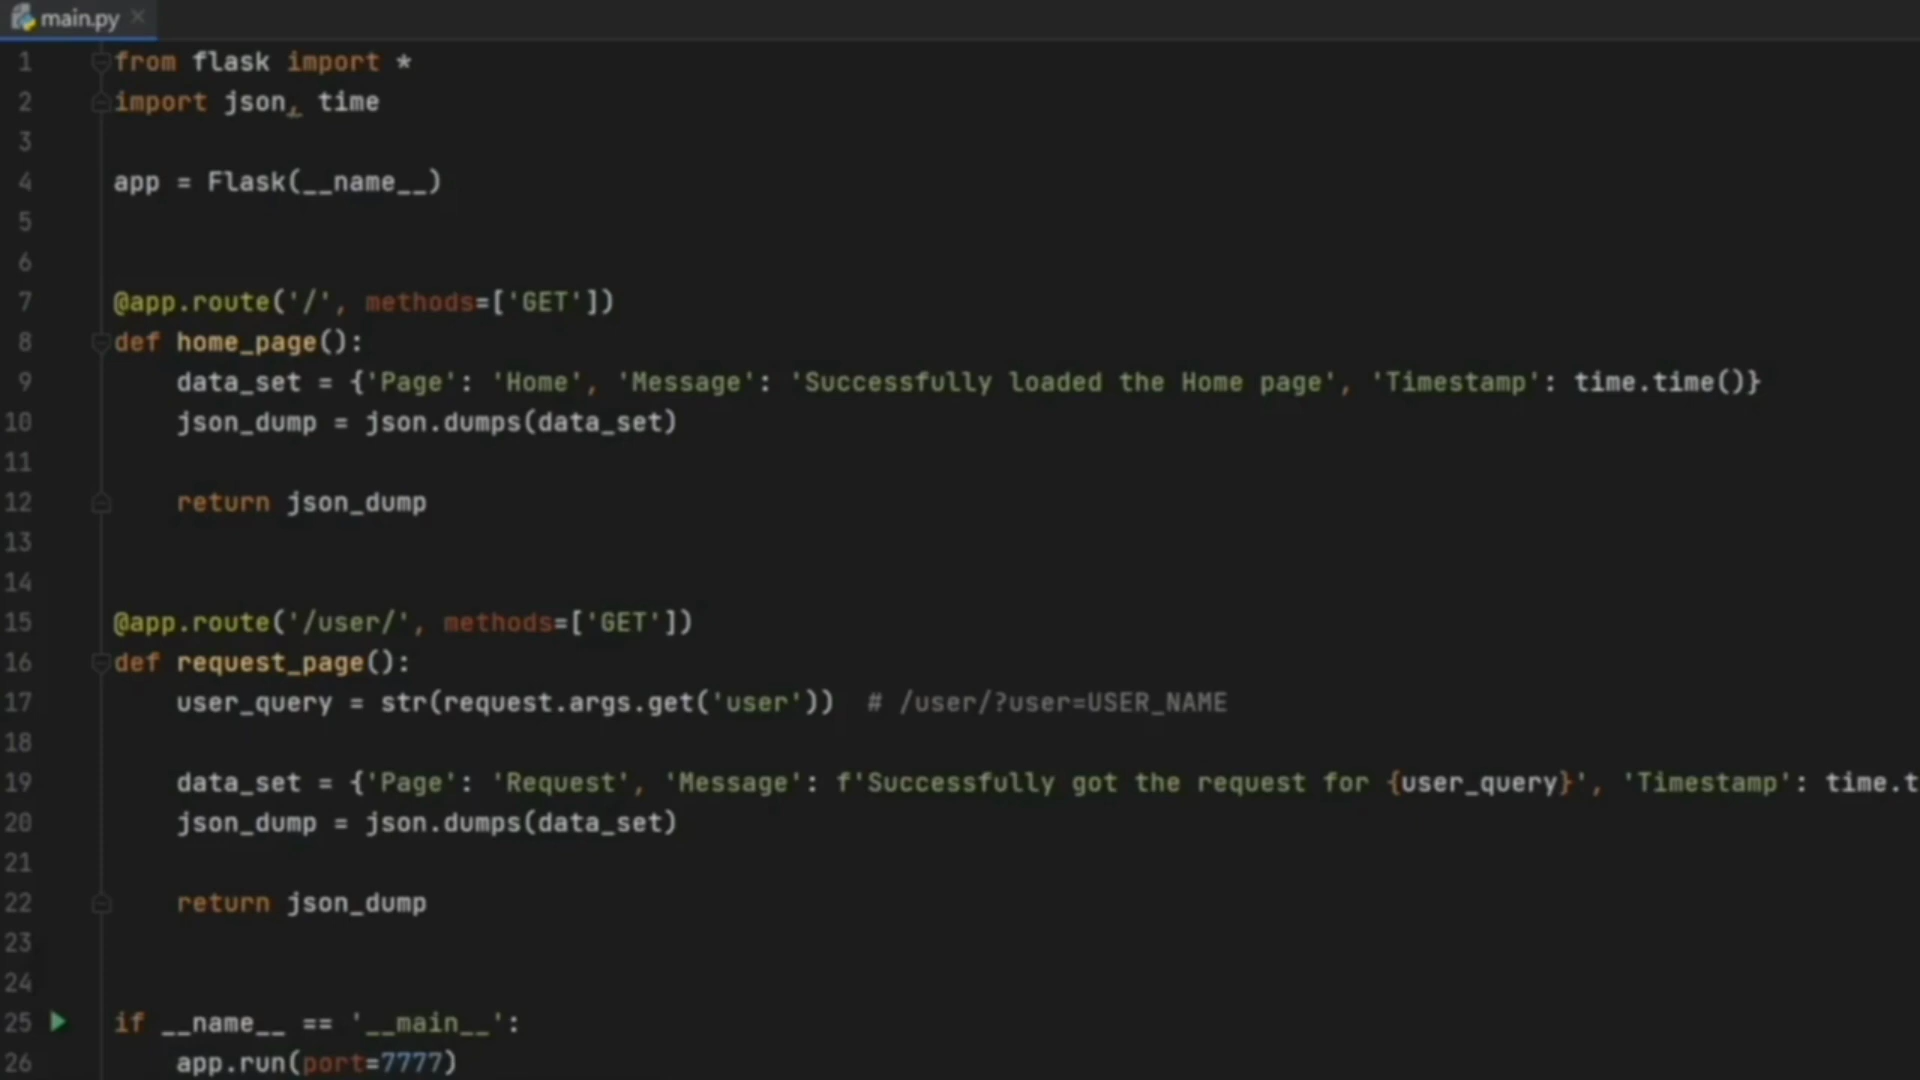 main.py
1 from flask import *
2 import json, time
3
4 app = Flask(__name__)
5
6
7 @app.route('/', methods=['GET'])
8 def home_page():
9     data_set = {'Page': 'Home', 'Message': 'Successfully loaded the Home page', 'Timestamp': time.time()}
10     json_dump = json.dumps(data_set)
11
12     return json_dump
13
14
15 @app.route('/user/', methods=['GET'])
16 def request_page():
17     user_query = str(request.args.get('user'))  # /user/?user=USER_NAME
18
19     data_set = {'Page': 'Request', 'Message': f'Successfully got the request for {user_query}', 'Timestamp': time.t
20     json_dump = json.dumps(data_set)
21
22     return json_dump
23
24
25 if __name__ == '__main__':
26     app.run(port=7777)